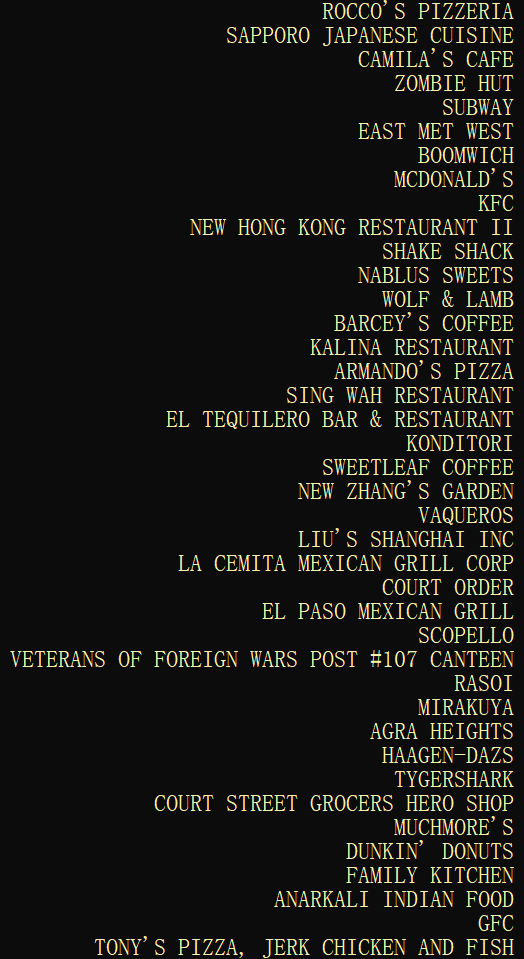 ROCCO'S PIZZERIA
SAPPORO JAPANESE CUISINE
CAMILA'S CAFE
ZOMBIE HUT
SUBWAY
EAST MET WEST
BOOMWICH
MCDONALD'S
KFC
NEW HONG KONG RESTAURANT II
SHAKE SHACK
NABLUS SWEETS
WOLF & LAMB
BARCEY'S COFFEE
KALINA RESTAURANT
ARMANDO'S PIZZA
SING WAH RESTAURANT
EL TEQUILERO BAR & RESTAURANT
KONDITORI
SWEETLEAF COFFEE
NEW ZHANG'S GARDEN
VAQUEROS
LIU'S SHANGHAI INC
LA CEMITA MEXICAN GRILL CORP
COURT ORDER
EL PASO MEXICAN GRILL
SCOPELLO
VETERANS OF FOREIGN WARS POST #107 CANTEEN
RASOI
MIRAKUYA
AGRA HEIGHTS
HAAGEN-DAZS
TYGERSHARK
COURT STREET GROCERS HERO SHOP
MUCHMORE'S
DUNKIN' DONUTS
FAMILY KITCHEN
ANARKALI INDIAN FOOD
GFC
TONY'S PIZZA, JERK CHICKEN AND FISH